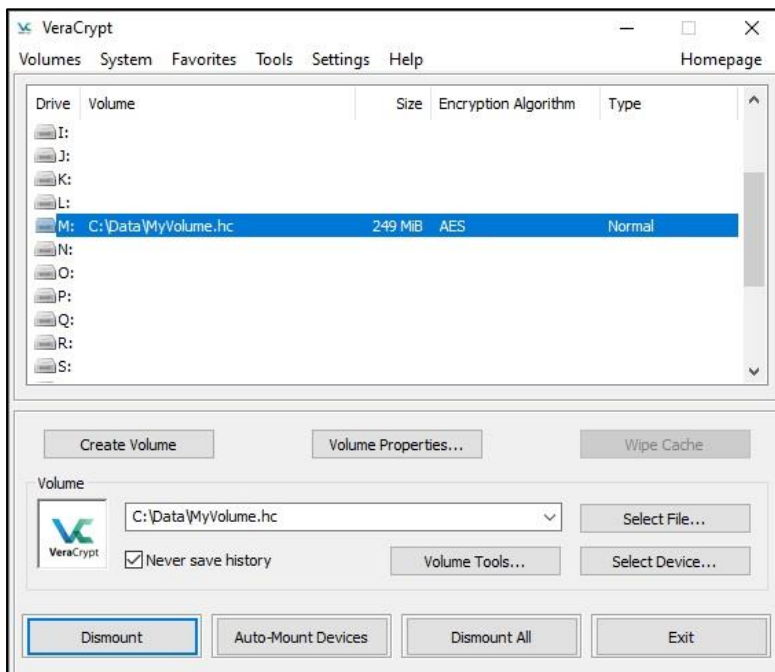 VeraCrypt
Volumes System Favorites Tools Settings Help Homepage
Drive Volume Size Encryption Algorithm Type
I:
J:
K:
L:
M: C:\Data\MyVolume.hc 249 MiB AES Normal
N:
O:
P:
Q:
R:
S:
Create Volume Volume Properties... Wipe Cache
Volume
VeraCrypt
C:\Data\MyVolume.hc Select File...
Never save history Volume Tools... Select Device...
Dismount Auto-Mount Devices Dismount All Exit